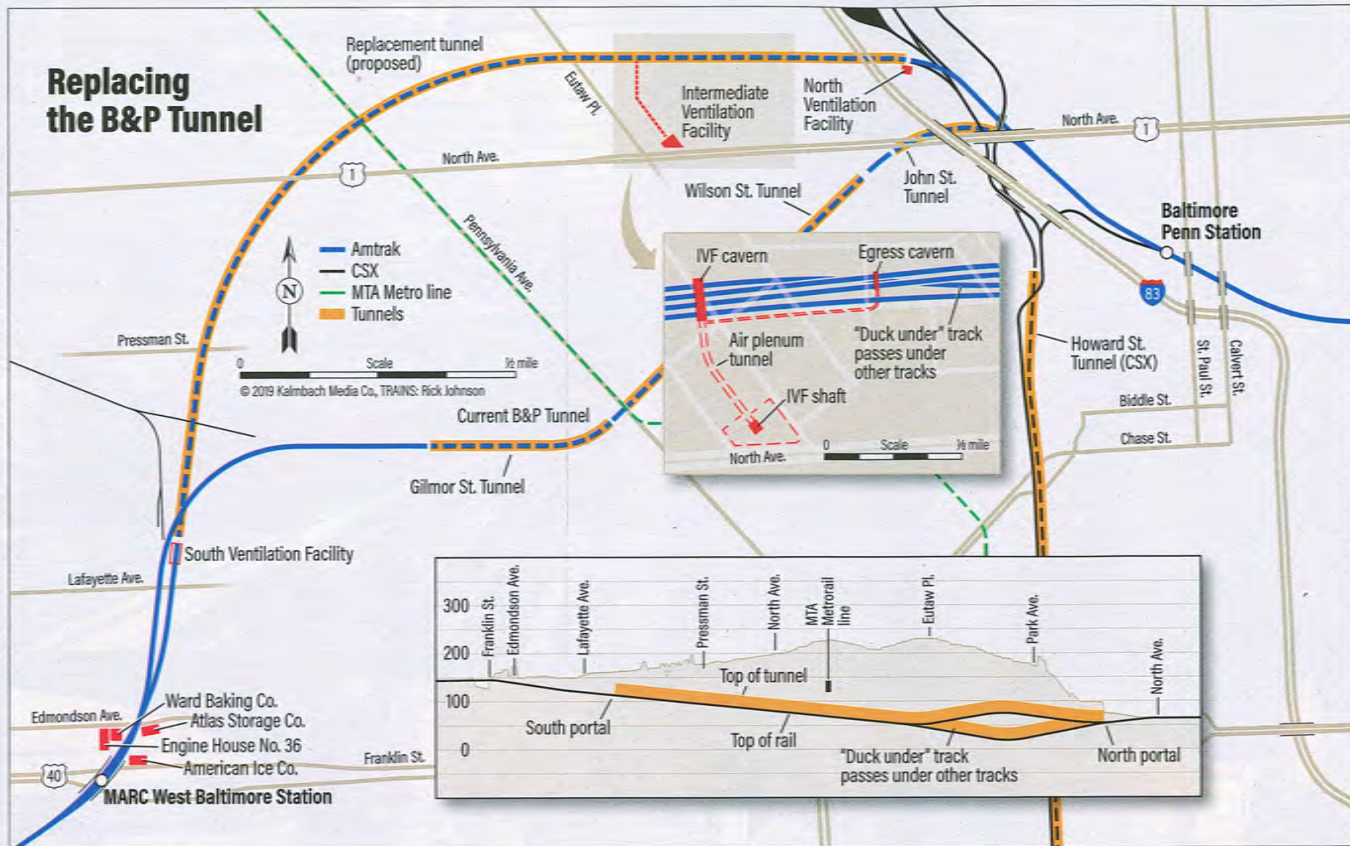 Replacing
the B&P Tunnel
Replacement tunnel
(proposed)
Eutaw Pl.
Intermediate
Ventilation
Facility
North
Ventilation
Facility
North Ave.
1
North Ave.
1
John St.
Tunnel
Wilson St. Tunnel
Pennsylvania Ave.
Baltimore
Penn Station
83
Amtrak
CSX
MTA Metro line
Tunnels
N
0
Scale
½ mile
© 2019 Kalmbach Media Co., TRAINS: Rick Johnson
Pressman St.
Current B&P Tunnel
Gilmor St. Tunnel
IVF cavern
Egress cavern
Air plenum
tunnel
"Duck under" track
passes under
other tracks
IVF shaft
North Ave.
0
Scale
Howard St.
Tunnel (CSX)
St. Paul St.
Calvert St.
Biddle St.
Chase St.
South Ventilation Facility
Lafayette Ave.
Ward Baking Co.
Edmondson Ave.
Atlas Storage Co.
Engine House No. 36
American Ice Co.
40
Franklin St.
MARC West Baltimore Station
300
200
100
0
Franklin St.
Edmondson Ave.
Lafayette Ave.
Pressman St.
North Ave.
MTA
Metrorail
line
Eutaw Pl.
Park Ave.
North Ave.
Top of tunnel
South portal
Top of rail
"Duck under" track
passes under other tracks
North portal